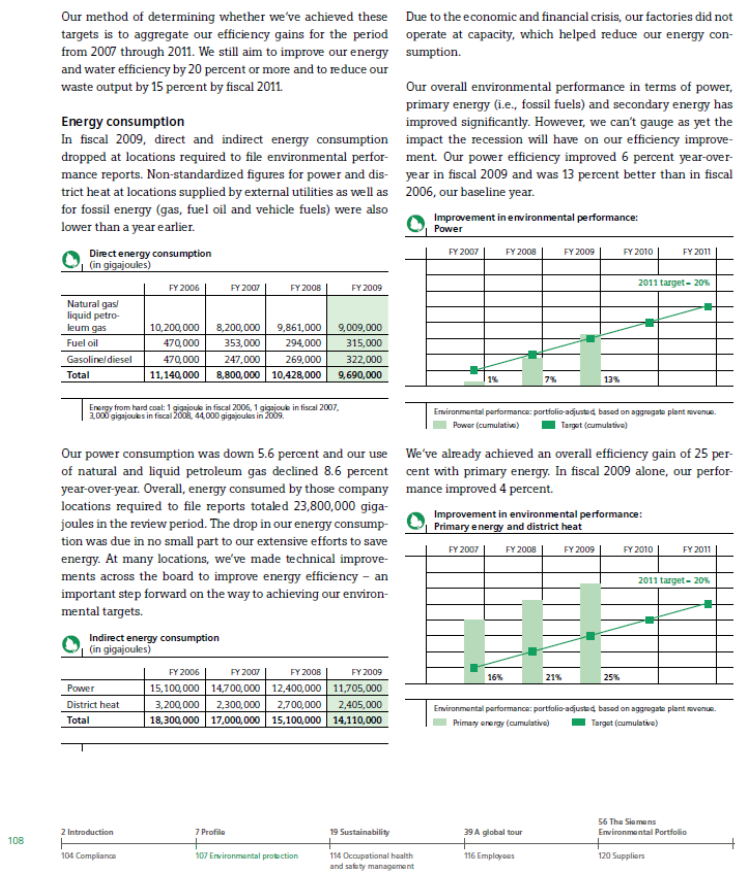 Our method of determining whether we've achieved these
targets is to aggregate our efficiency gains for the period
from 2007 through 2011. We still aim to improve our energy
and water efficiency by 20 percent or more and to reduce our
waste output by 15 percent by fiscal 2011.
Energy consumption
In fiscal 2009, direct and indirect energy consumption
dropped at locations required to file environmental perfor-
mance reports. Non-standardized figures for power and dis-
trict heat at locations supplied by external utilities as well as
for fossil energy (gas, fuel oil and vehicle fuels) were also
lower than a year earlier.
Direct energy consumption
(in gigajoules)
FY 2006 FY 2007 FY 2008 FY 2009
Natural gas/
liquid petro-
leum gas 10,200,000 8,200,000 9,861,000 9,009,000
Fuel oil 470,000 353,000 294,000 315,000
Gasoline/diesel 470,000 247,000 269,000 322,000
Total 11,140,000 8,800,000 10,428,000 9,690,000
Energy from hard coat: 1 gigajoule in fiscal 2006, 1 gigajoule in fiscal 2007,
3,000 gigajoules in fiscal 2008, 44,000 gigajoules in 2009.
Our power consumption was down 5.6 percent and our use
of natural and liquid petroleum gas declined 8.6 percent
year-over-year. Overall, energy consumed by those company
locations required to file reports totaled 23,800,000 giga-
joules in the review period. The drop in our energy consump-
tion was due in no small part to our extensive efforts to save
energy. At many locations, we've made technical improve-
ments across the board to improve energy efficiency – an
important step forward on the way to achieving our environ-
mental targets.
Indirect energy consumption
(in gigajoules)
FY 2006 FY 2007 FY 2008 FY 2009
Power 15,100,000 14,700,000 12,400,000 11,705,000
District heat 3,200,000 2,300,000 2,700,000 2,405,000
Total 18,300,000 17,000,000 15,100,000 14,110,000
Due to the economic and financial crisis, our factories did not
operate at capacity, which helped reduce our energy con-
sumption.
Our overall environmental performance in terms of power,
primary energy (i.e., fossil fuels) and secondary energy has
improved significantly. However, we can't gauge as yet the
impact the recession will have on our efficiency improve-
ment. Our power efficiency improved 6 percent year-over-
year in fiscal 2009 and was 13 percent better than in fiscal
2006, our baseline year.
Improvement in environmental performance:
Power
FY 2007 FY 2008 FY 2009 FY 2010 FY 2011
2011 target = 20%
1% 7% 13%
Environmental performance: portfolio-adjusted, based on aggregate plant revenue.
Power (cumulative) Target (cumulative)
We've already achieved an overall efficiency gain of 25 per-
cent with primary energy. In fiscal 2009 alone, our perfor-
mance improved 4 percent.
Improvement in environmental performance:
Primary energy and district heat
FY 2007 FY 2008 FY 2009 FY 2010 FY 2011
2011 target = 20%
16% 21% 25%
Environmental performance: portfolio-adjusted, based on aggregate plant revenue.
Primary energy (cumulative) Target (cumulative)
108
2 Introduction
7 Profile
19 Sustainability
39 A global tour
56 The Siemens
Environmental Portfolio
104 Compliance
107 Environmental protection
114 Occupational health
and safety management
116 Employees
120 Suppliers